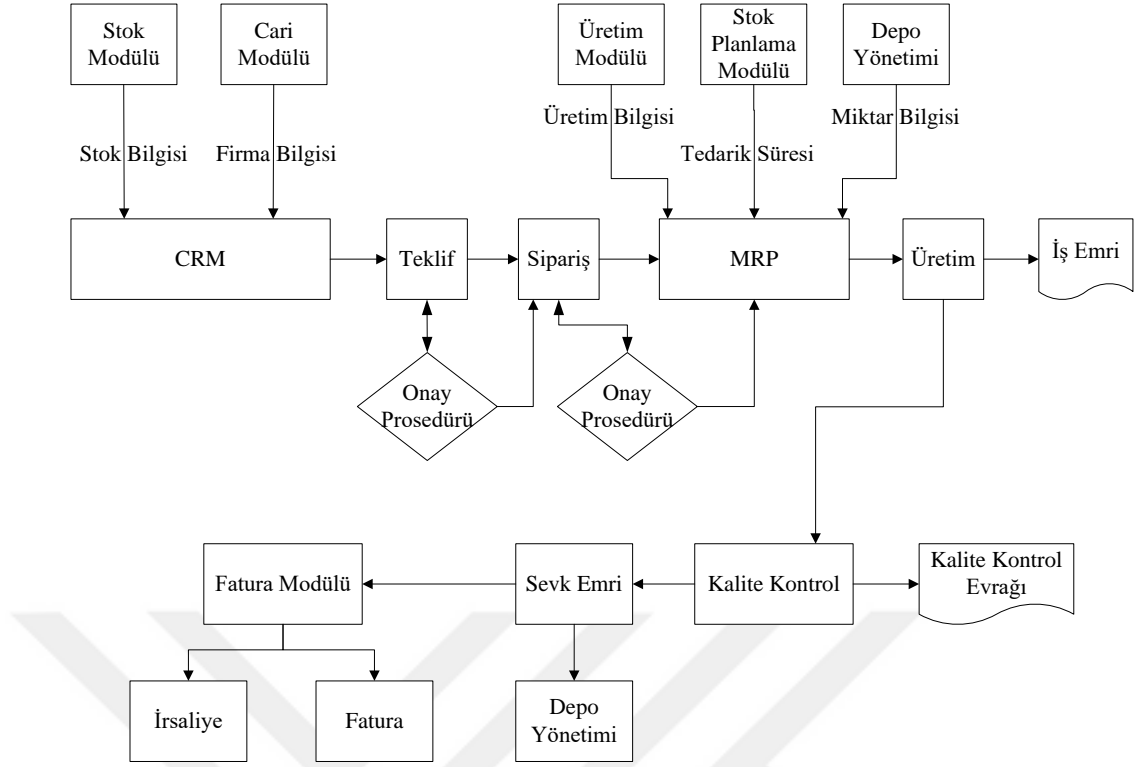 Stok
Modülü
Cari
Modülü
Üretim
Modülü
Stok
Planlama
Modülü
Depo
Yönetimi
Üretim Bilgisi
Miktar Bilgisi
Stok Bilgisi
Firma Bilgisi
Tedarik Süresi
CRM
Teklif
Sipariş
MRP
Üretim
İş Emri
Onay
Prosedürü
Onay
Prosedürü
Fatura Modülü
Sevk Emri
Kalite Kontrol
Kalite Kontrol
Evrağı
İrsaliye
Fatura
Depo
Yönetimi